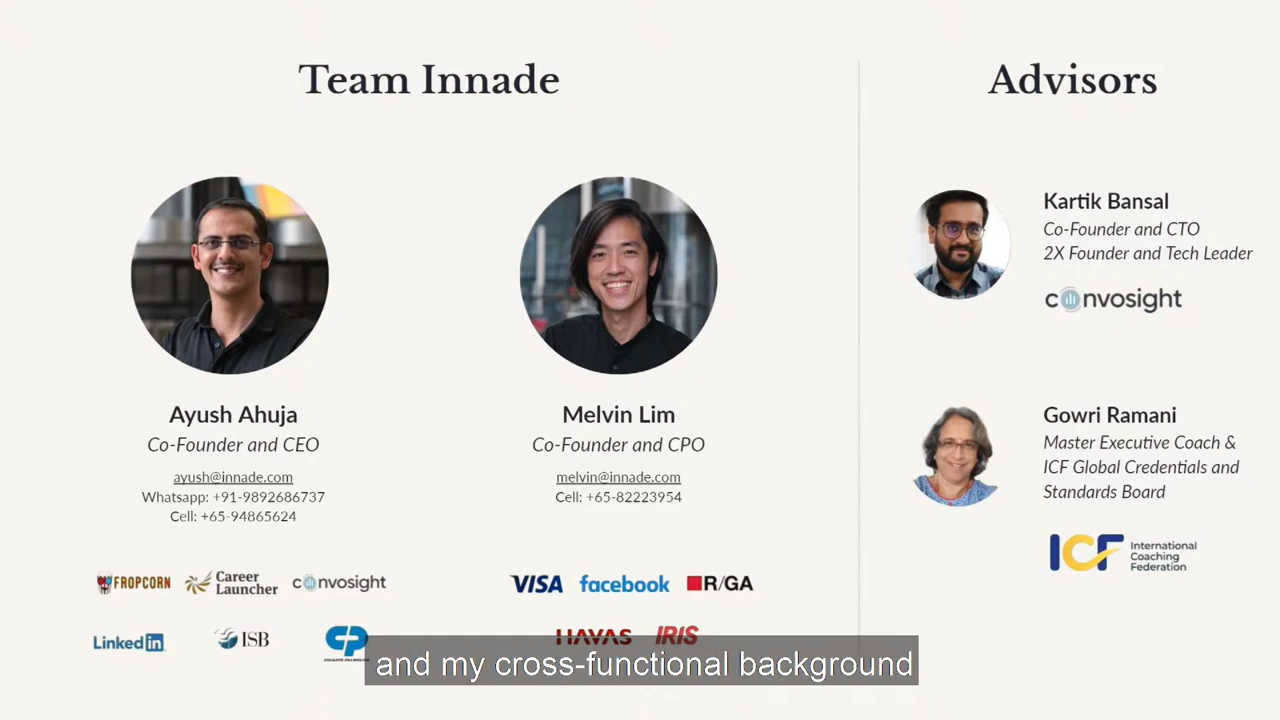 Team Innade
Advisors
Ayush Ahuja
Co-Founder and CEO
ayush@innade.com
Whatsapp: +91-9892686737
Cell: +65-94865624
FROPCORN
Career
Launcher
convosight
Linkedin
ISB
CP
COLGATE-PALMOLIVE
Melvin Lim
Co-Founder and CPO
melvin@innade.com
Cell: +65-82223954
VISA
facebook
R/GA
HAVAS
IRIS
Kartik Bansal
Co-Founder and CTO
2X Founder and Tech Leader
convosight
Gowri Ramani
Master Executive Coach &
ICF Global Credentials and
Standards Board
ICF
International
Coaching
Federation
and my cross-functional background